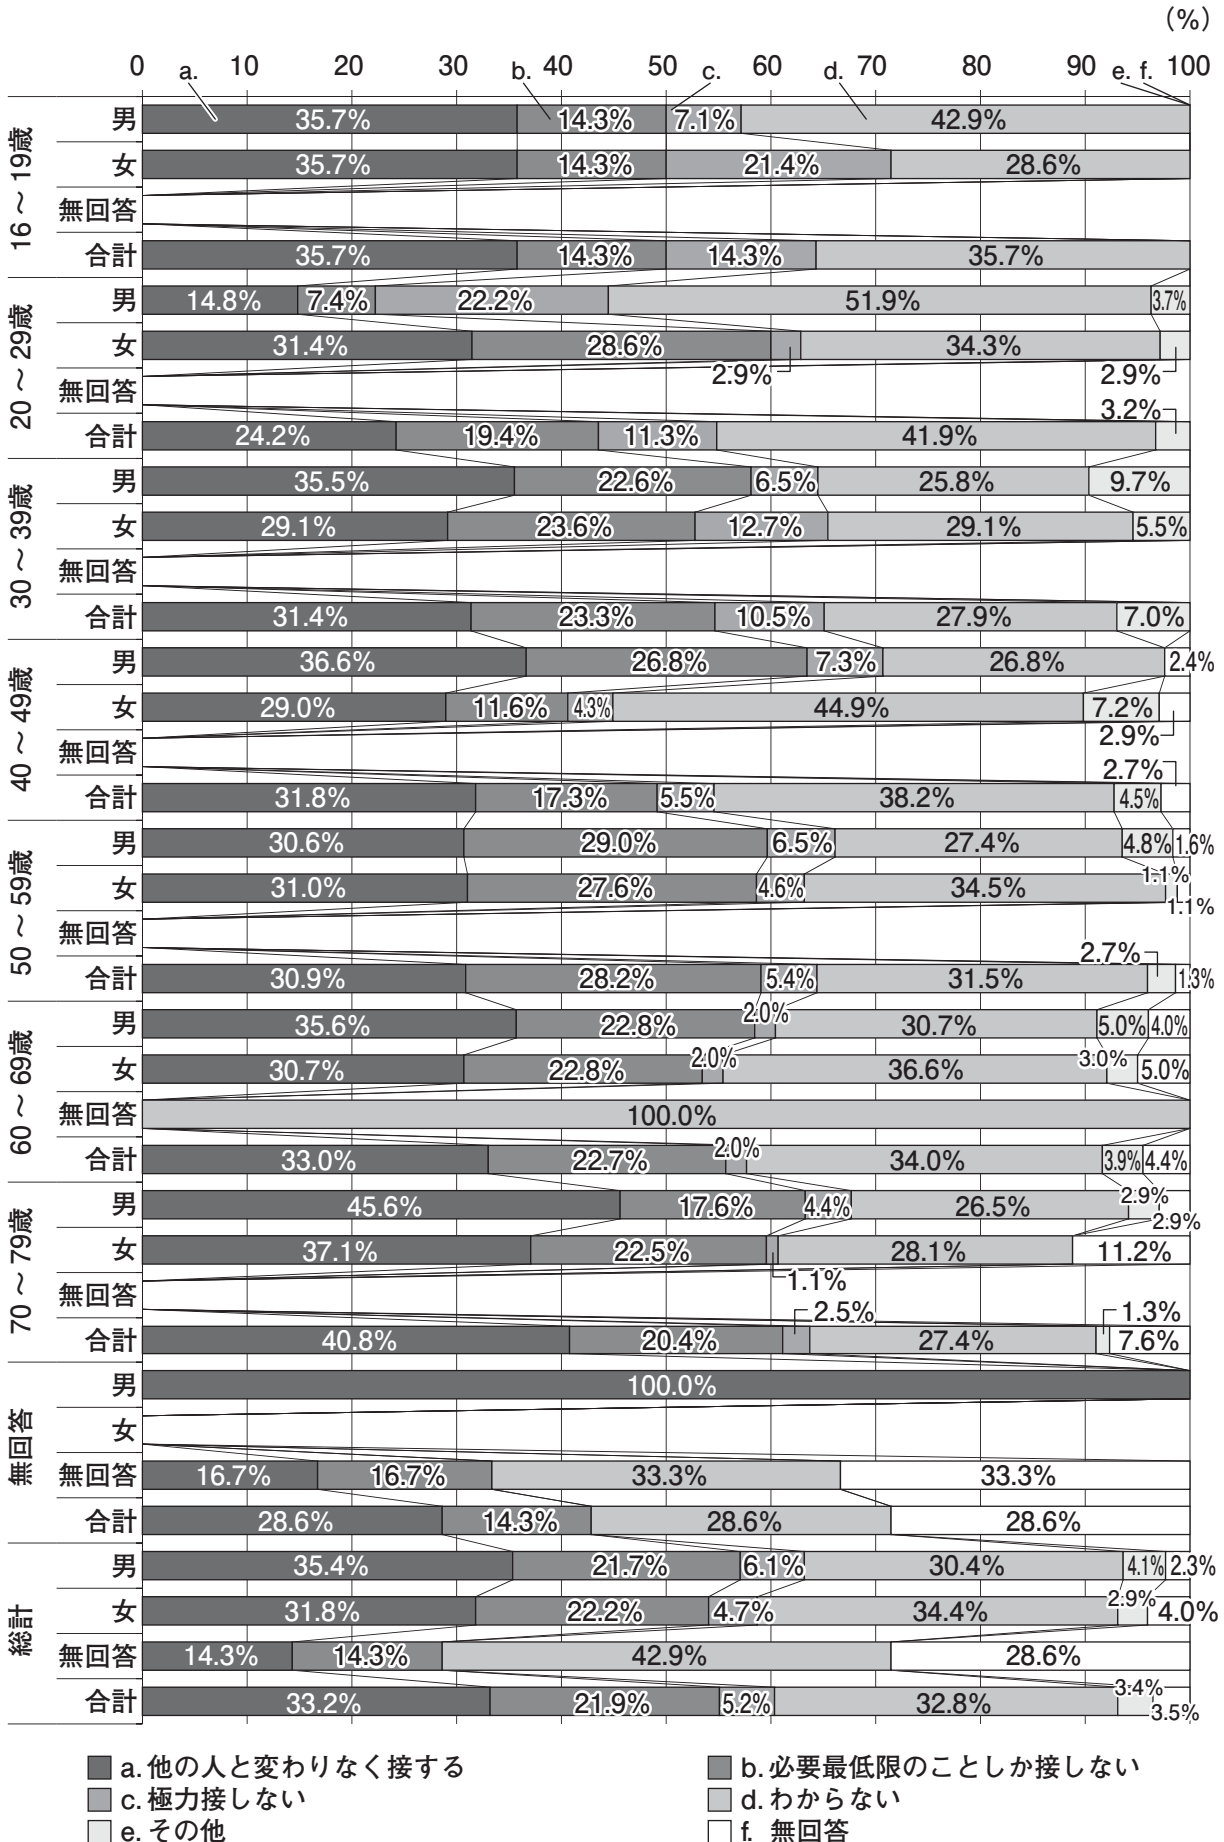 (%)
0 10 20 30 40 50 60 70 80 90 100
a. b. c. d. e. f.
16～19歳
男 35.7% 14.3% 7.1% 42.9%
女 35.7% 14.3% 21.4% 28.6%
無回答
合計 35.7% 14.3% 14.3% 35.7%
20～29歳
男 14.8% 7.4% 22.2% 51.9% 3.7%
女 31.4% 28.6% 2.9% 34.3% 2.9%
無回答
合計 24.2% 19.4% 11.3% 41.9% 3.2%
30～39歳
男 35.5% 22.6% 6.5% 25.8% 9.7%
女 29.1% 23.6% 12.7% 29.1% 5.5%
無回答
合計 31.4% 23.3% 10.5% 27.9% 7.0%
40～49歳
男 36.6% 26.8% 7.3% 26.8% 2.4%
女 29.0% 11.6% 4.3% 44.9% 7.2% 2.9%
無回答
合計 31.8% 17.3% 5.5% 38.2% 4.5% 2.7%
50～59歳
男 30.6% 29.0% 6.5% 27.4% 4.8% 1.6%
女 31.0% 27.6% 4.6% 34.5% 1.1% 1.1%
無回答
合計 30.9% 28.2% 5.4% 31.5% 2.7% 1.3%
60～69歳
男 35.6% 22.8% 2.0% 30.7% 5.0% 4.0%
女 30.7% 22.8% 2.0% 36.6% 3.0% 5.0%
無回答 100.0%
合計 33.0% 22.7% 2.0% 34.0% 3.9% 4.4%
70～79歳
男 45.6% 17.6% 4.4% 26.5% 2.9% 2.9%
女 37.1% 22.5% 1.1% 28.1% 11.2%
無回答
合計 40.8% 20.4% 2.5% 27.4% 1.3% 7.6%
無回答
男 100.0%
女
無回答 16.7% 16.7% 33.3% 33.3%
合計 28.6% 14.3% 28.6% 28.6%
総計
男 35.4% 21.7% 6.1% 30.4% 4.1% 2.3%
女 31.8% 22.2% 4.7% 34.4% 2.9% 4.0%
無回答 14.3% 14.3% 42.9% 28.6%
合計 33.2% 21.9% 5.2% 32.8% 3.4% 3.5%
a. 他の人と変わりなく接する
b. 必要最低限のことしか接しない
c. 極力接しない
d. わからない
e. その他
f. 無回答